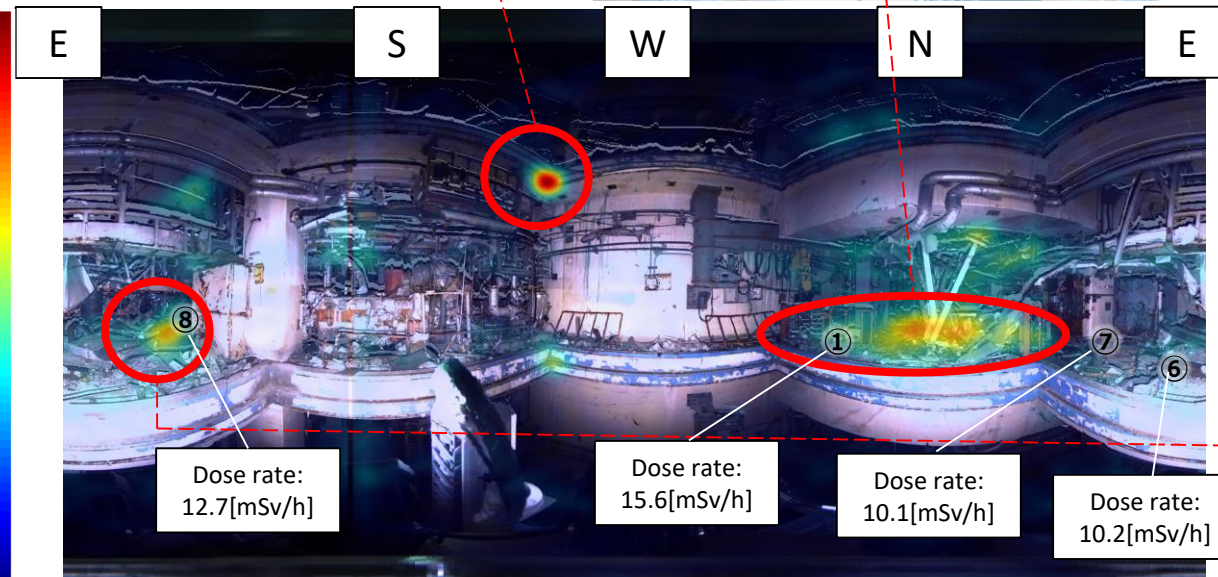 E
S
W
N
E
⑧
①
⑦
⑥
Dose rate:
12.7[mSv/h]
Dose rate:
15.6[mSv/h]
Dose rate:
10.1[mSv/h]
Dose rate:
10.2[mSv/h]